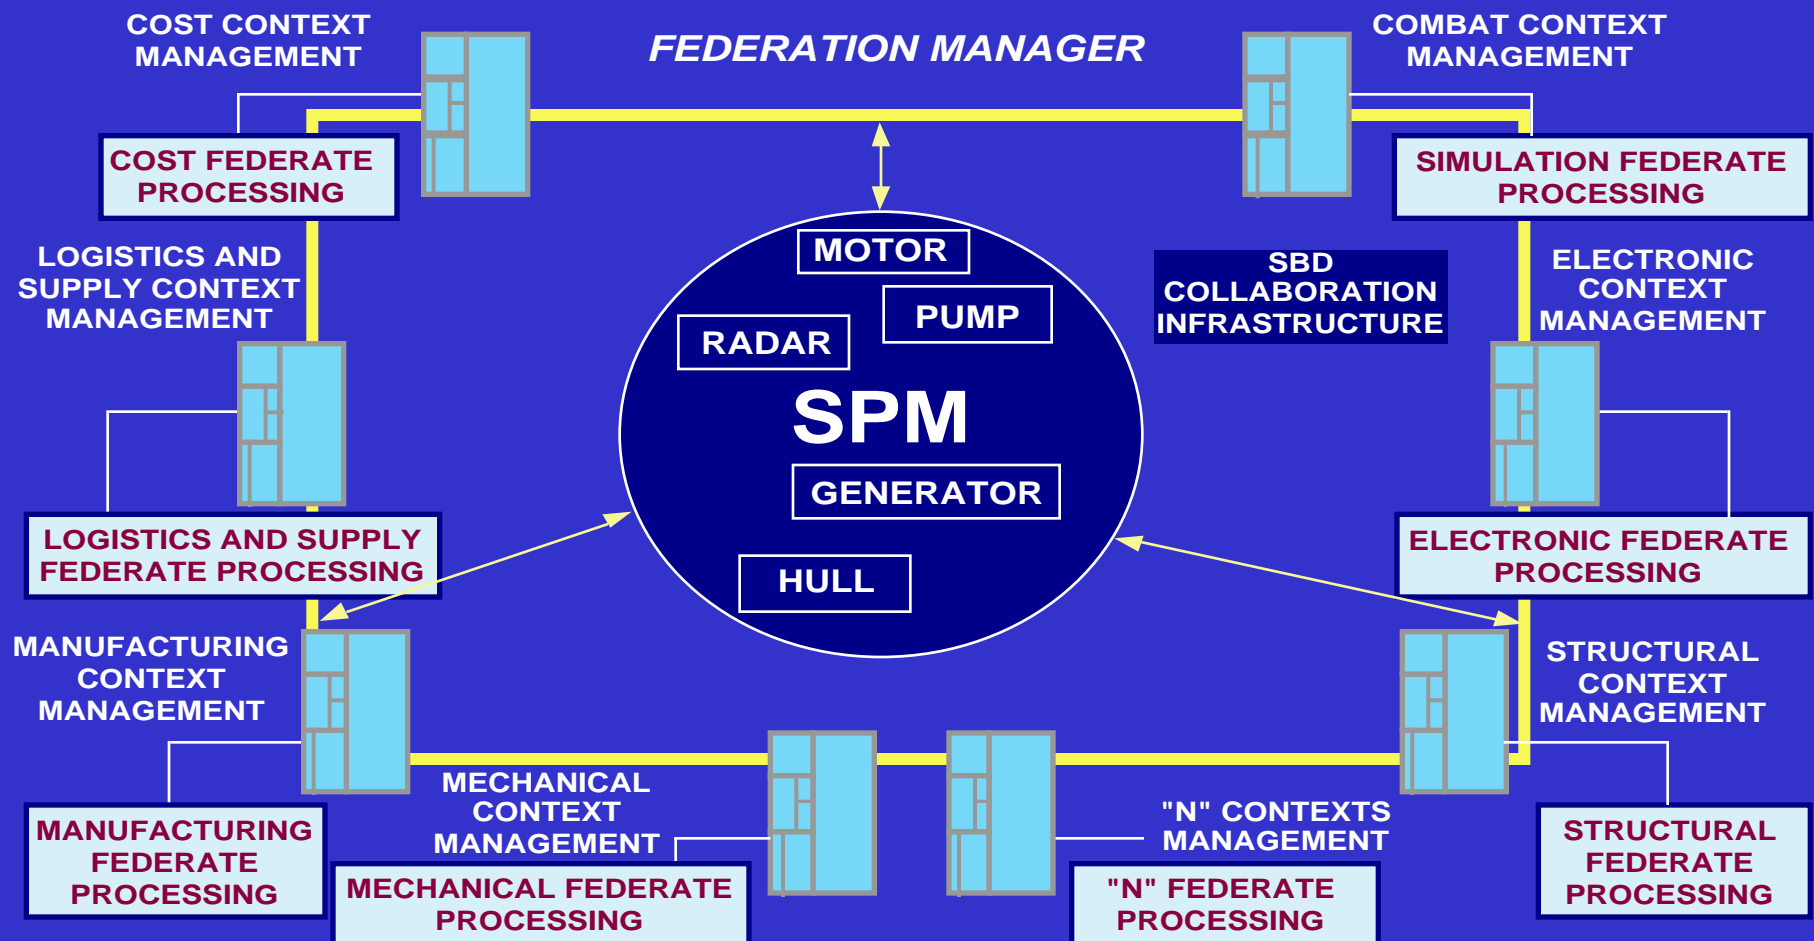 COST CONTEXT
MANAGEMENT
FEDERATION MANAGER
COMBAT CONTEXT
MANAGEMENT
COST FEDERATE
PROCESSING
SIMULATION FEDERATE
PROCESSING
LOGISTICS AND
SUPPLY CONTEXT
MANAGEMENT
MOTOR
PUMP
RADAR
SPM
GENERATOR
HULL
SBD
COLLABORATION
INFRASTRUCTURE
ELECTRONIC
CONTEXT
MANAGEMENT
LOGISTICS AND SUPPLY
FEDERATE PROCESSING
ELECTRONIC FEDERATE
PROCESSING
MANUFACTURING
CONTEXT
MANAGEMENT
STRUCTURAL
CONTEXT
MANAGEMENT
MECHANICAL
CONTEXT
MANAGEMENT
"N" CONTEXTS
MANAGEMENT
MANUFACTURING
FEDERATE
PROCESSING
MECHANICAL FEDERATE
PROCESSING
"N" FEDERATE
PROCESSING
STRUCTURAL
FEDERATE
PROCESSING